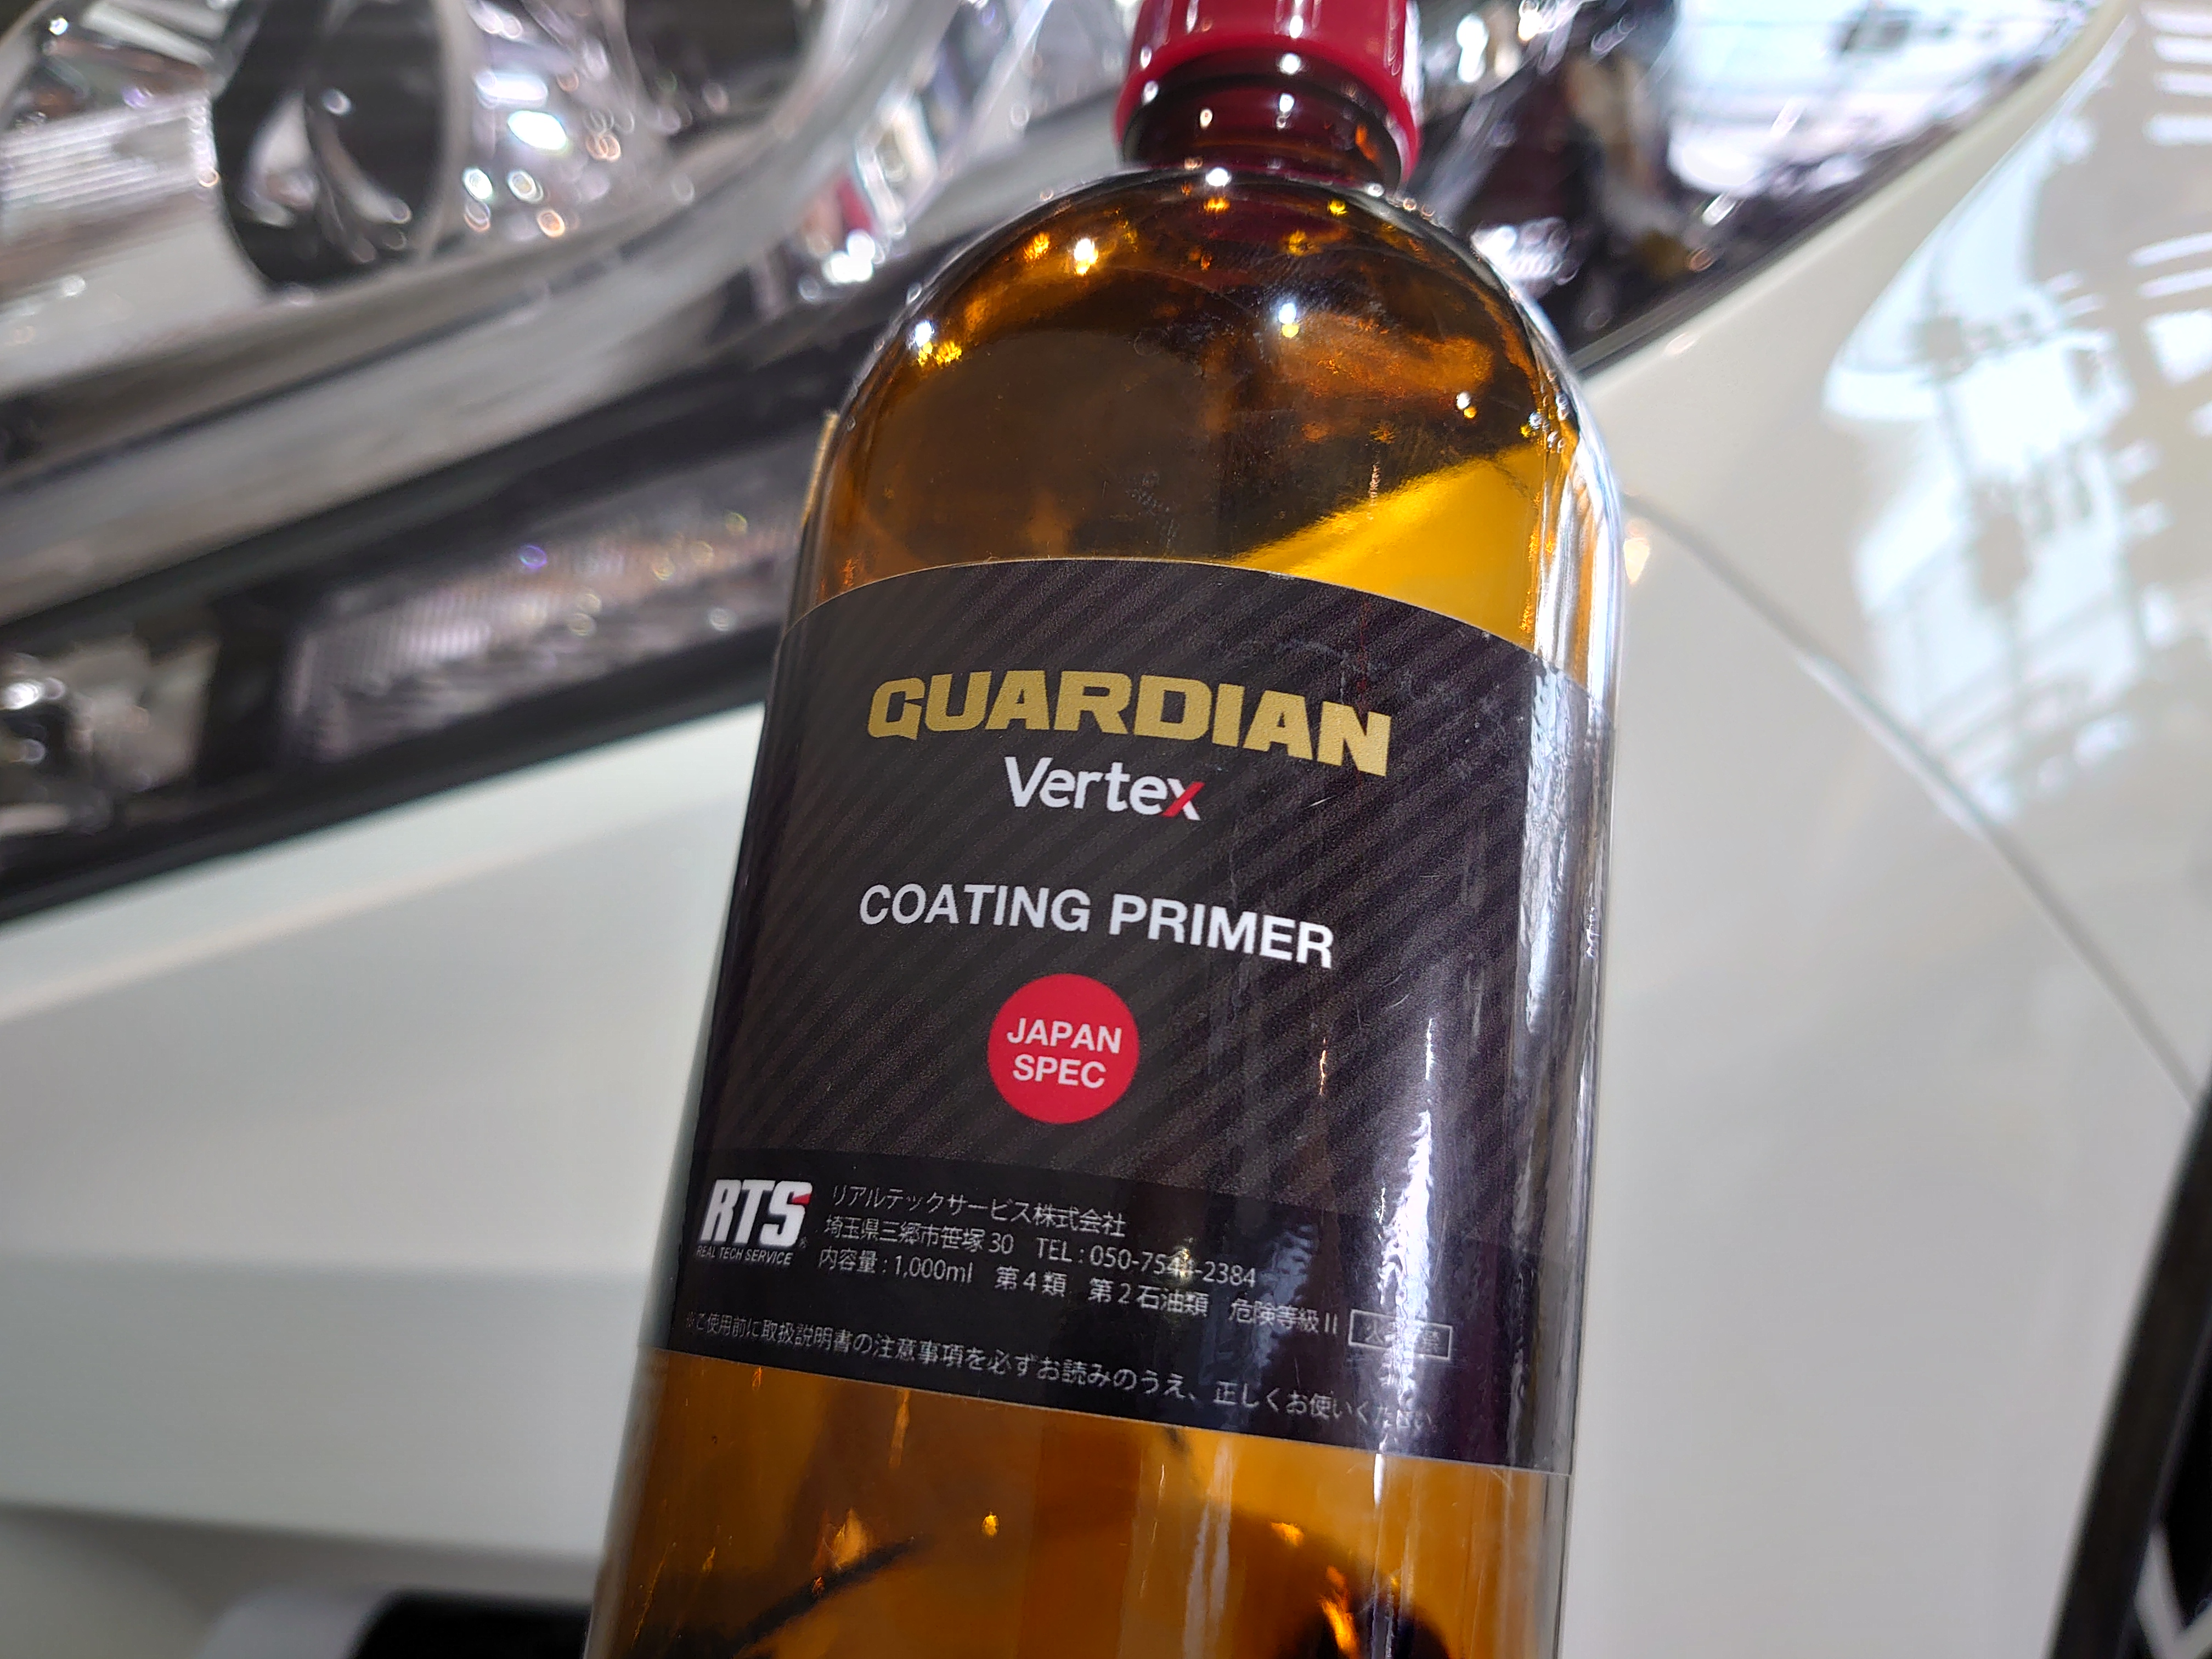 GUARDIAN
Vertex
COATING PRIMER
JAPAN
SPEC
RTS
REAL TECH SERVICE
リアルテックサービス株式会社
埼玉県三郷市笹塚 30 TEL : 050-7544-2384
内容量 : 1,000ml 第4類 第2石油類 危険等級 II
※ご使用前に取扱説明書の注意事項を必ずお読みのうえ、正しくお使いください